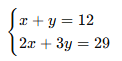 x + y = 12
2x + 3y = 29